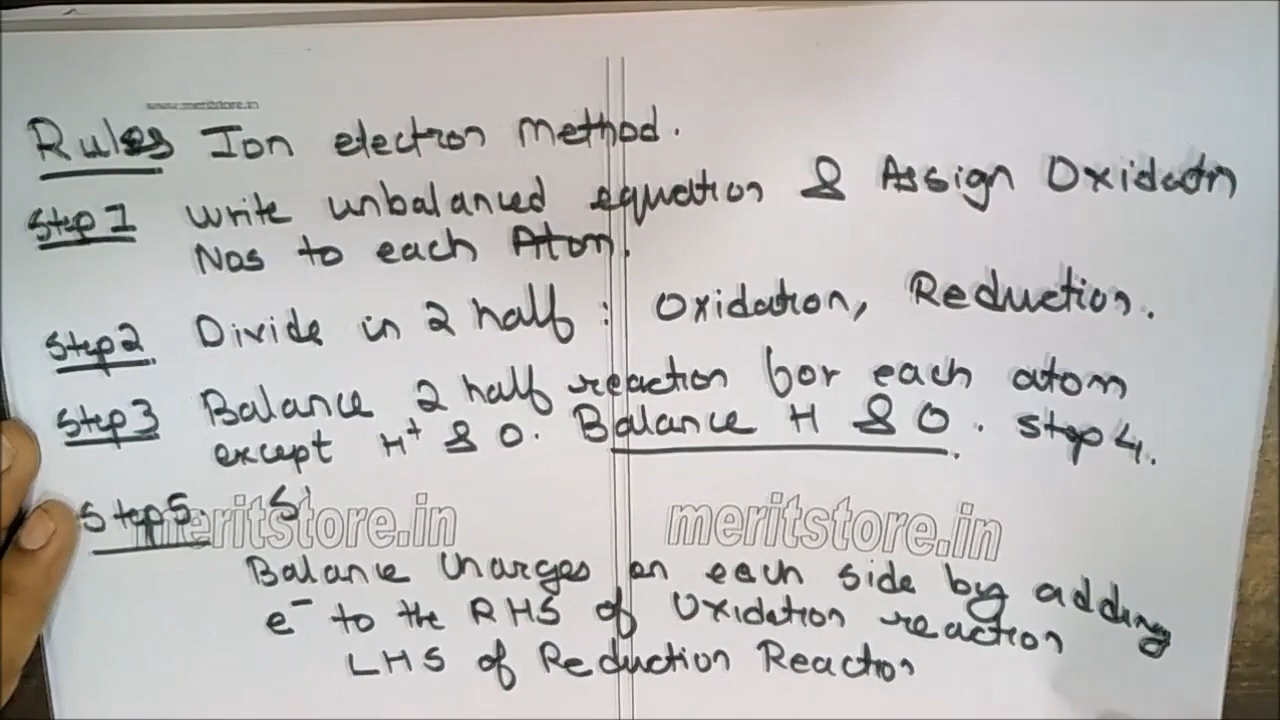 www.meritstore.in
Rules Ion electron method.
Step 1 Write unbalanced equation & Assign Oxidatn
Nos to each Atom.
Step 2 Divide in 2 half : Oxidation, Reduction.
Step 3 Balance 2 half reaction for each atom
except H⁺ & O. Balance H & O. Step 4.
Step 5. S
meritstore.in meritstore.in
Balance Charges on each side by adding
e⁻ to the RHS of Oxidation reaction
LHS of Reduction Reaction